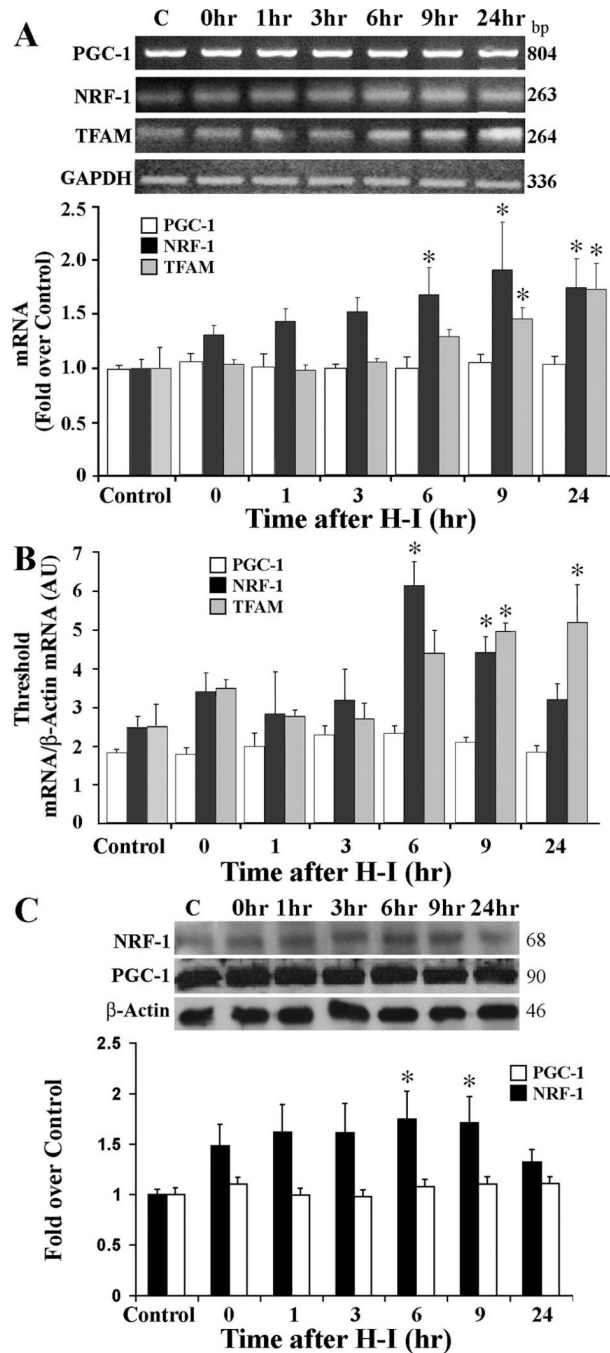 A
C 0hr 1hr 3hr 6hr 9hr 24hr bp
PGC-1 804
NRF-1 263
TFAM 264
GAPDH 336
mRNA
(Fold over Control)
2.5
2.0
1.5
1.0
0.5
0
PGC-1
NRF-1
TFAM
*
*
*
* *
Control 0 1 3 6 9 24
Time after H-I (hr)
B
Threshold
mRNA/β-Actin mRNA (AU)
7
6
5
4
3
2
1
0
PGC-1
NRF-1
TFAM
*
* *
*
Control 0 1 3 6 9 24
Time after H-I (hr)
C
C 0hr 1hr 3hr 6hr 9hr 24hr
NRF-1 68
PGC-1 90
β-Actin 46
Fold over Control
2.5
2
1.5
1
0.5
0
PGC-1
NRF-1
* *
Control 0 1 3 6 9 24
Time after H-I (hr)